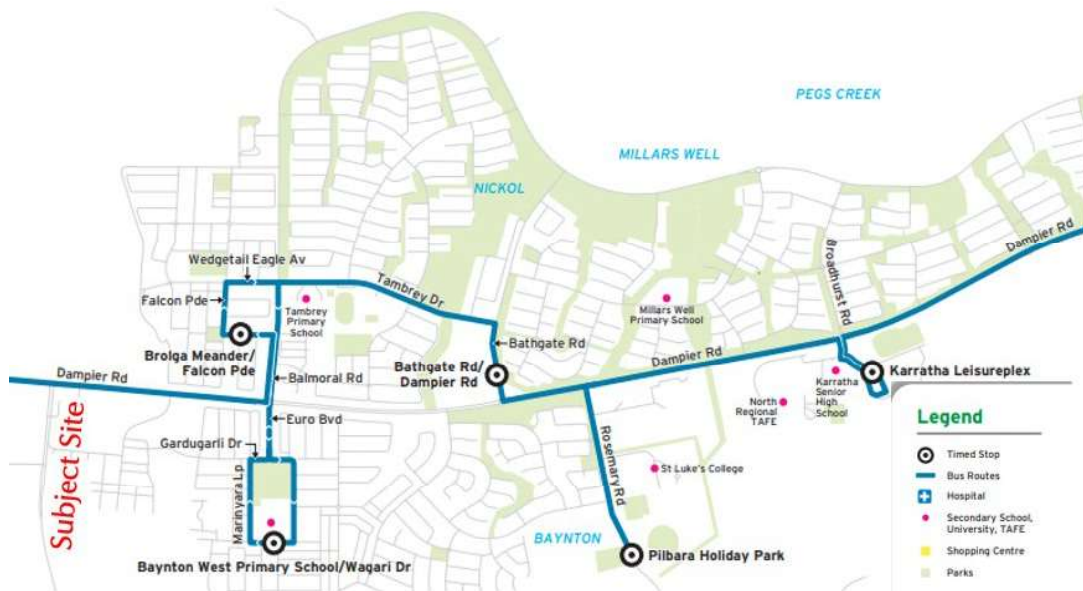 PEGS CREEK
MILLARS WELL
NICKOL
Dampier Rd
Broadhurst Rd
Wedgetail Eagle Av
Tambrey Dr
Falcon Pde
Tambrey
Primary
School
Millars Well
Primary School
Brolga Meander/
Falcon Pde
Bathgate Rd
Bathgate Rd/
Dampier Rd
Dampier Rd
Karratha Leisureplex
Dampier Rd
Balmoral Rd
Karratha
Senior
High
School
North
Regional
TAFE
Subject Site
Euro Bvd
Gardugarli Dr
Marinyara Lp
Rosemary Rd
St Luke's College
BAYNTON
Pilbara Holiday Park
Baynton West Primary School/Wagari Dr
Legend
Timed Stop
Bus Routes
Hospital
Secondary School,
University, TAFE
Shopping Centre
Parks